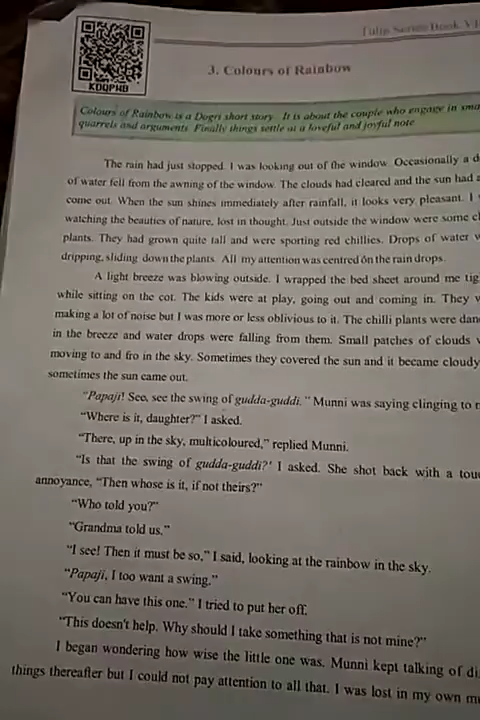 Tulip Series Book VI
KDQPWD
3. Colours of Rainbow
Colours of Rainbow is a Dogri short story. It is about the couple who engage in
quarrels and arguments. Finally things settle at a loveful and joyful note.
The rain had just stopped. I was looking out of the window. Occasionally a
of water fell from the awning of the window. The clouds had cleared and the sun had
come out. When the sun shines immediately after rainfall, it looks very pleasant. I
watching the beauties of nature, lost in thought. Just outside the window were some
plants. They had grown quite tall and were sporting red chillies. Drops of water
dripping, sliding down the plants. All my attention was centred on the rain drops.
A light breeze was blowing outside. I wrapped the bed sheet around me
while sitting on the cot. The kids were at play, going out and coming in. They
making a lot of noise but I was more or less oblivious to it. The chilli plants were
in the breeze and water drops were falling from them. Small patches of clouds
moving to and fro in the sky. Sometimes they covered the sun and it became cloudy
sometimes the sun came out.
"Papaji! See, see the swing of gudda-guddi." Munni was saying clinging to
"Where is it, daughter?" I asked.
"There, up in the sky, multicoloured," replied Munni.
"Is that the swing of gudda-guddi?' I asked. She shot back with a
annoyance, "Then whose is it, if not theirs?"
"Who told you?"
"Grandma told us."
"I see! Then it must be so," I said, looking at the rainbow in the sky.
"Papaji, I too want a swing."
"You can have this one." I tried to put her off.
"This doesn't help. Why should I take something that is not mine?"
I began wondering how wise the little one was. Munni kept talking of
things thereafter but I could not pay attention to all that. I was lost in my own